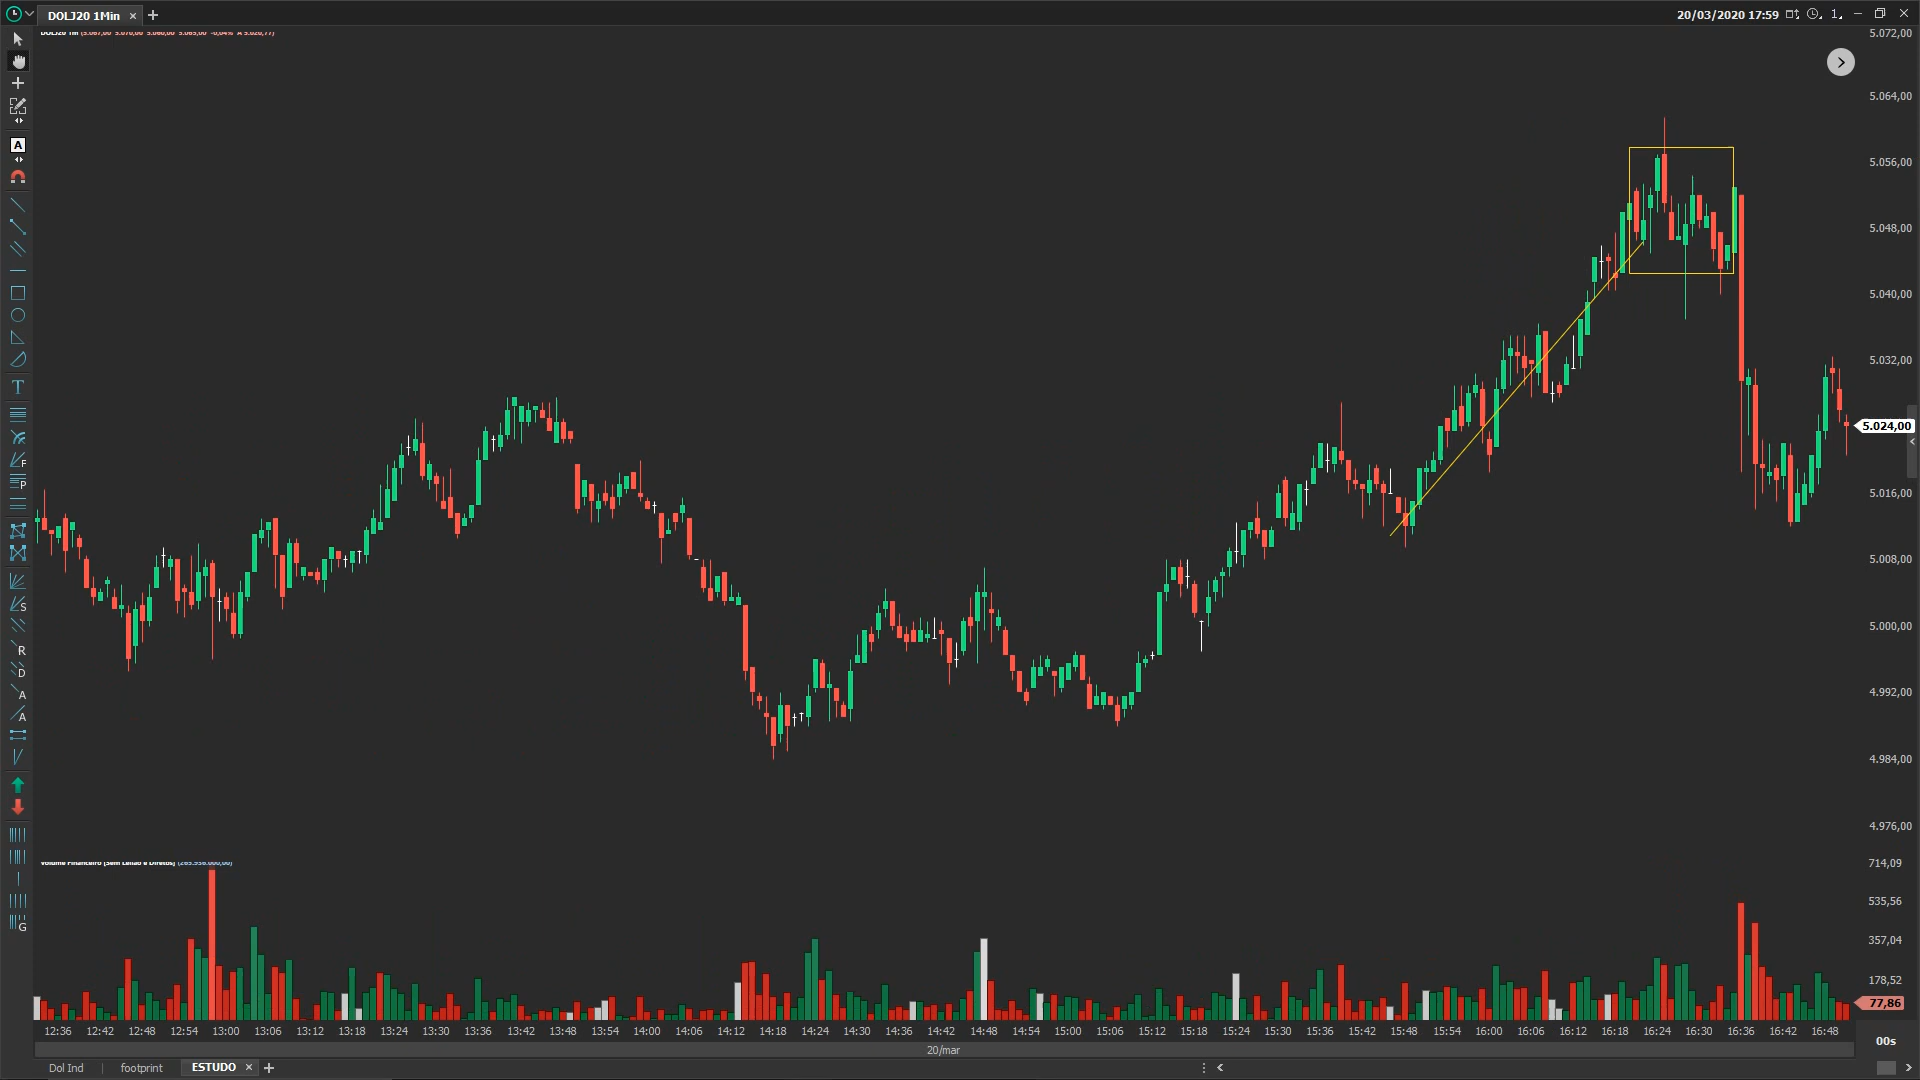 DOLJ20 1Min
20/03/2020 17:59
1
5.072,00
5.064,00
5.056,00
5.048,00
5.040,00
5.032,00
5.024,00
5.016,00
5.008,00
5.000,00
4.992,00
4.984,00
4.976,00
A
T
F
P
S
R
D
A
A
G
Volume Financeiro [Sem Leilão e Diretos]
714,09
535,56
357,04
178,52
77,86
12:36 12:42 12:48 12:54 13:00 13:06 13:12 13:18 13:24 13:30 13:36 13:42 13:48 13:54 14:00 14:06 14:12 14:18 14:24 14:30 14:36 14:42 14:48 14:54 15:00 15:06 15:12 15:18 15:24 15:30 15:36 15:42 15:48 15:54 16:00 16:06 16:12 16:18 16:24 16:30 16:36 16:42 16:48
00s
20/mar
Dol Ind footprint ESTUDO